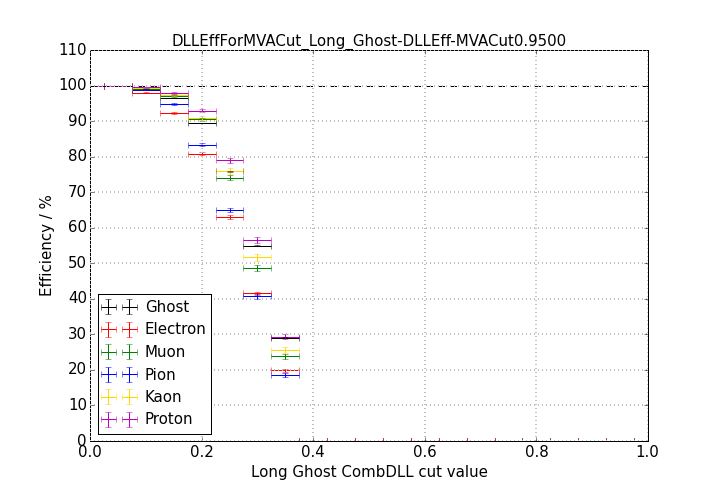 DLLEffForMVACut_Long_Ghost-DLLEff-MVACut0.9500
110
100
90
80
70
60
50
40
30
20
10
0
Efficiency / %
Ghost
Electron
Muon
Pion
Kaon
Proton
0.0 0.2 0.4 0.6 0.8 1.0
Long Ghost CombDLL cut value